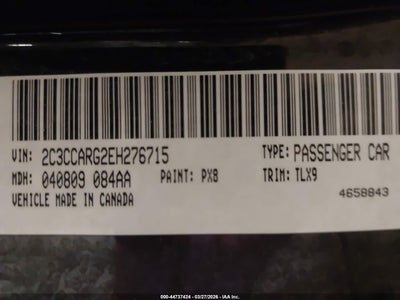 VIN: 2C3CCARG2EH276715 TYPE: PASSENGER CAR
MDH: 040809 084AA PAINT: PX8 TRIM: TLX9
VEHICLE MADE IN CANADA 4658843
000-44737424 - 03/27/2026 - IAA Inc.